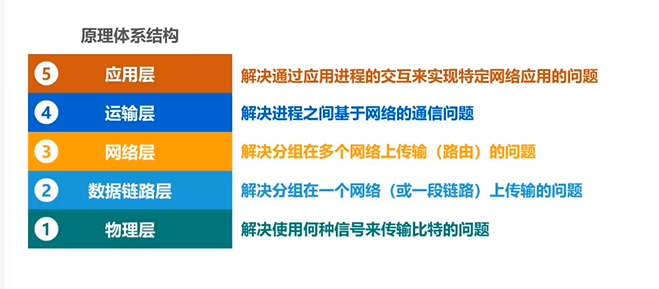 原理体系结构
5 应用层 解决通过应用进程的交互来实现特定网络应用的问题
4 运输层 解决进程之间基于网络的通信问题
3 网络层 解决分组在多个网络上传输（路由）的问题
2 数据链路层 解决分组在一个网络（或一段链路）上传输的问题
1 物理层 解决使用何种信号来传输比特的问题